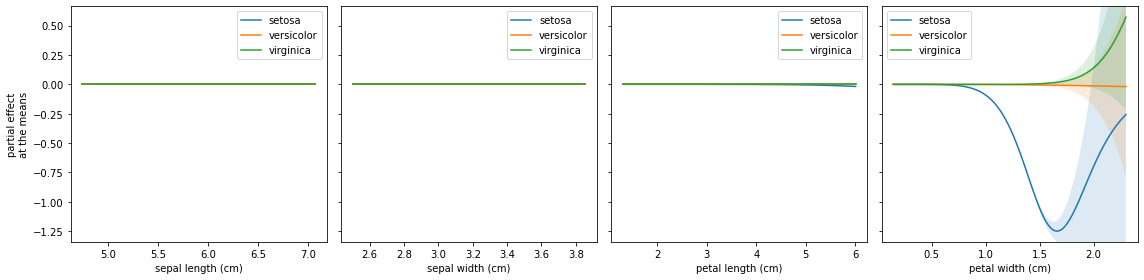 partial effect
at the means
0.50
0.25
0.00
−0.25
−0.50
−0.75
−1.00
−1.25
setosa
versicolor
virginica
5.0 5.5 6.0 6.5 7.0
sepal length (cm)
setosa
versicolor
virginica
2.6 2.8 3.0 3.2 3.4 3.6 3.8
sepal width (cm)
setosa
versicolor
virginica
2 3 4 5 6
petal length (cm)
setosa
versicolor
virginica
0.5 1.0 1.5 2.0
petal width (cm)